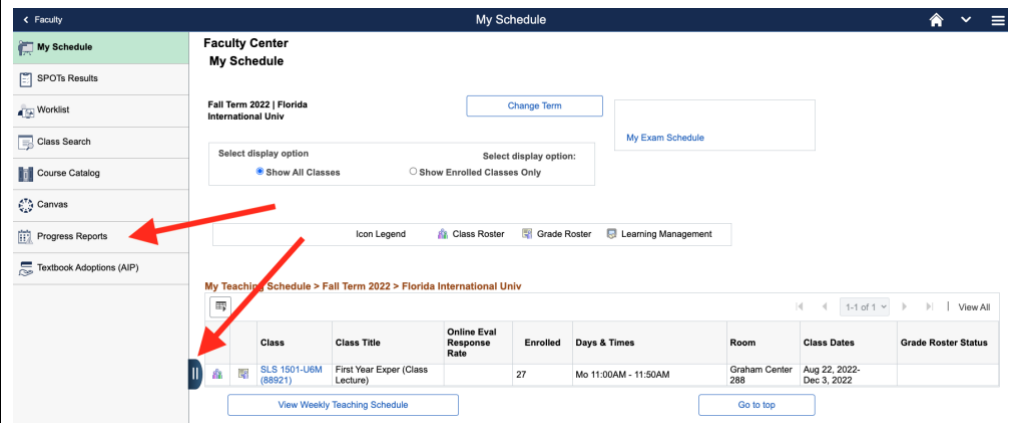 Faculty
My Schedule
My Schedule
SPOTs Results
Worklist
Class Search
Course Catalog
Canvas
Progress Reports
Textbook Adoptions (AIP)
Faculty Center
My Schedule
Fall Term 2022 | Florida
International Univ
Change Term
My Exam Schedule
Select display option
Select display option:
Show All Classes
Show Enrolled Classes Only
Icon Legend
Class Roster
Grade Roster
Learning Management
My Teaching Schedule > Fall Term 2022 > Florida International Univ
1-1 of 1
View All
Class
Class Title
Online Eval
Response
Rate
Enrolled
Days & Times
Room
Class Dates
Grade Roster Status
SLS 1501-U6M
(88921)
First Year Exper (Class
Lecture)
27
Mo 11:00AM - 11:50AM
Graham Center
288
Aug 22, 2022-
Dec 3, 2022
View Weekly Teaching Schedule
Go to top